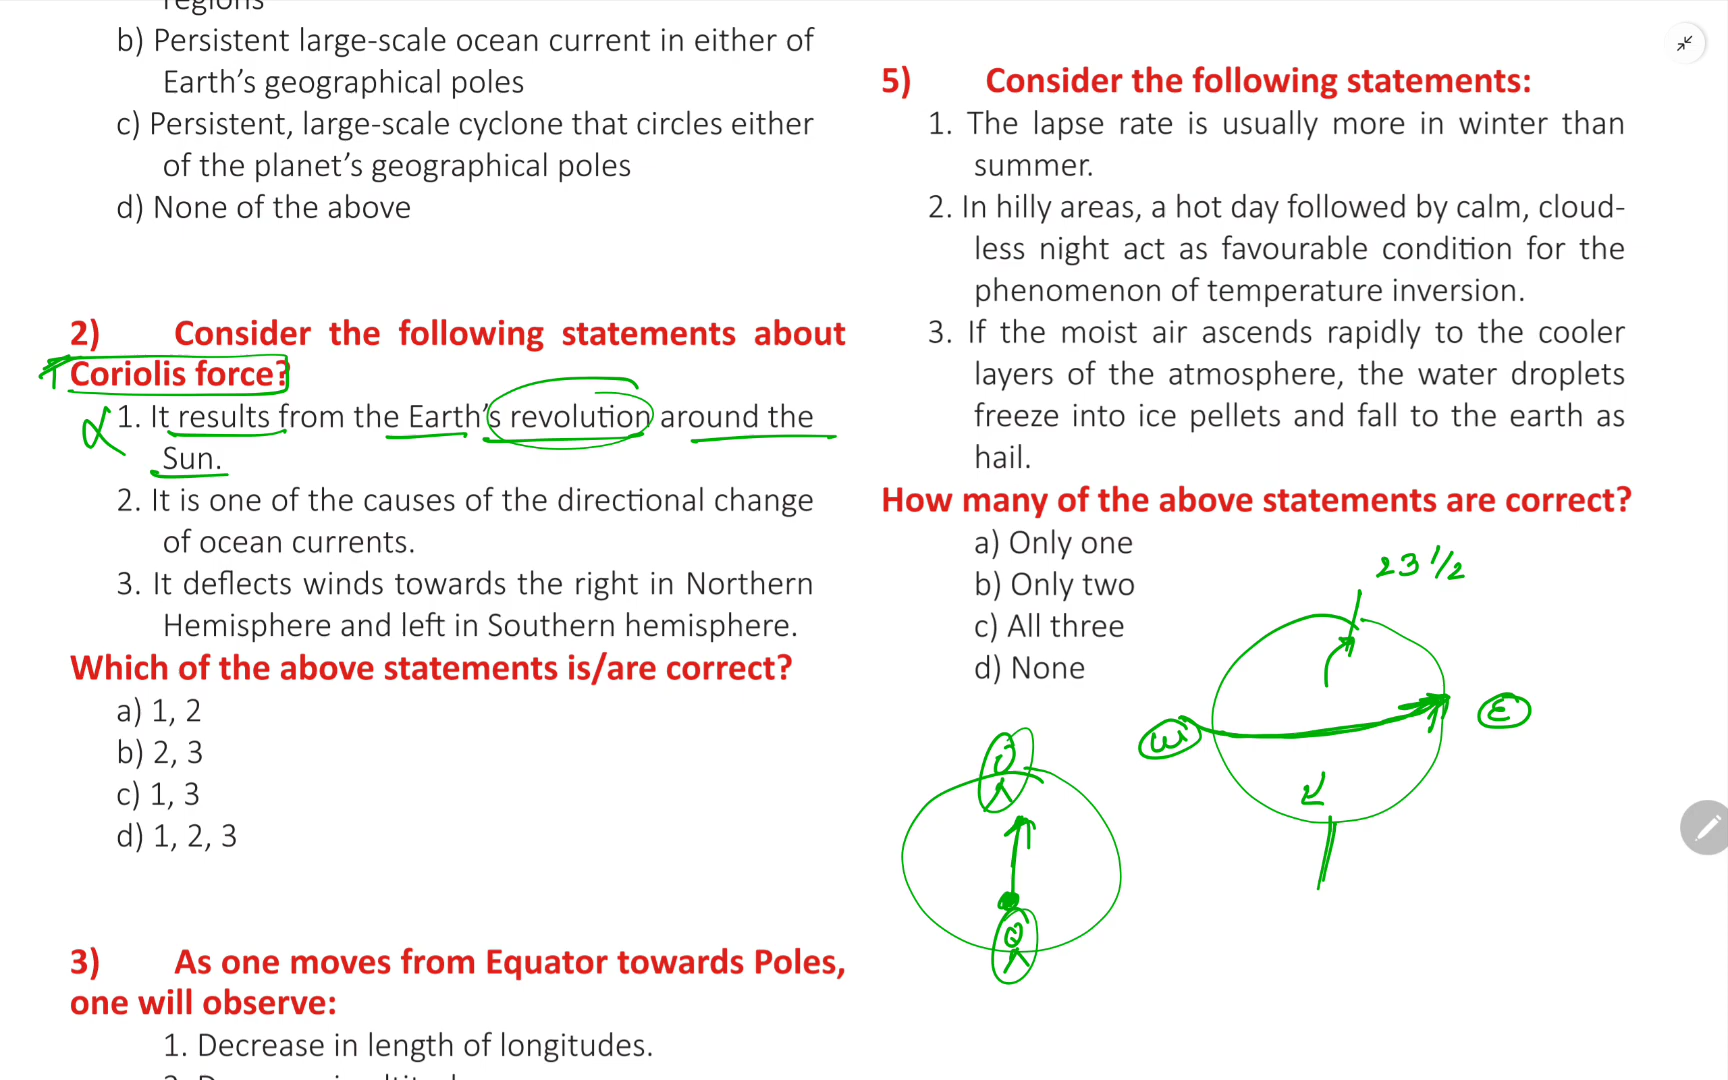 b) Persistent large-scale ocean current in either of
Earth’s geographical poles
c) Persistent, large-scale cyclone that circles either
of the planet’s geographical poles
d) None of the above
2) Consider the following statements about
Coriolis force?
1. It results from the Earth’s revolution around the
Sun.
2. It is one of the causes of the directional change
of ocean currents.
3. It deflects winds towards the right in Northern
Hemisphere and left in Southern hemisphere.
Which of the above statements is/are correct?
a) 1, 2
b) 2, 3
c) 1, 3
d) 1, 2, 3
3) As one moves from Equator towards Poles,
one will observe:
1. Decrease in length of longitudes.
5) Consider the following statements:
1. The lapse rate is usually more in winter than
summer.
2. In hilly areas, a hot day followed by calm, cloud-
less night act as favourable condition for the
phenomenon of temperature inversion.
3. If the moist air ascends rapidly to the cooler
layers of the atmosphere, the water droplets
freeze into ice pellets and fall to the earth as
hail.
How many of the above statements are correct?
a) Only one
b) Only two
c) All three
d) None
23 1/2
W
E